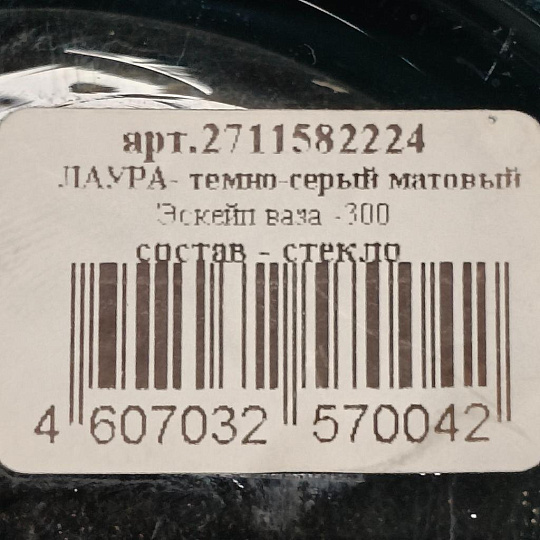 арт.2711582224
ЛАУРА- темно-серый матовый
Эскейп ваза -300
состав - стекло
4 607032 570042